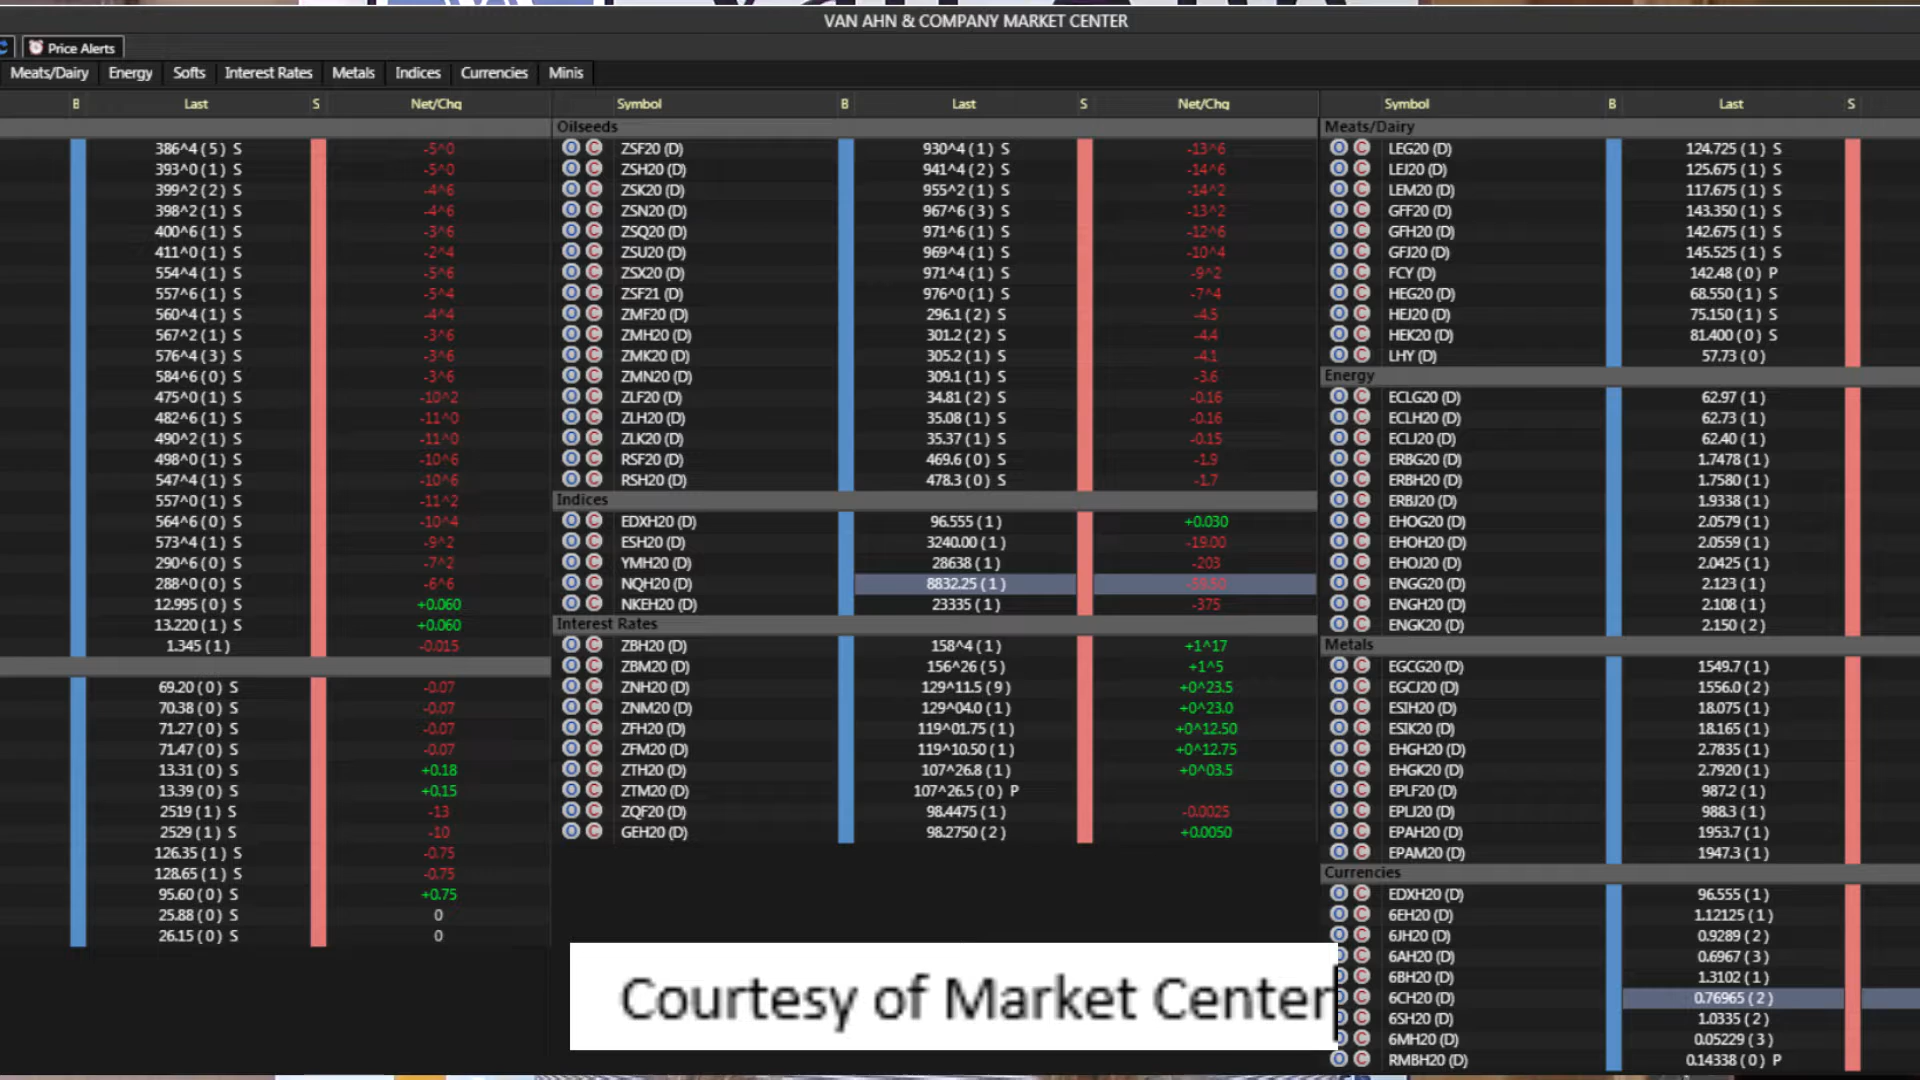 VAN AHN & COMPANY MARKET CENTER
Price Alerts
Meats/Dairy Energy Softs Interest Rates Metals Indices Currencies Minis
B Last S Net/Chq
386^4 ( 5 ) S -5^0
393^0 ( 1 ) S -5^0
399^2 ( 2 ) S -4^6
398^2 ( 1 ) S -4^6
400^6 ( 1 ) S -3^6
411^0 ( 1 ) S -2^4
554^4 ( 1 ) S -5^6
557^6 ( 1 ) S -5^4
560^4 ( 1 ) S -4^4
567^2 ( 1 ) S -3^6
576^4 ( 3 ) S -3^6
584^6 ( 0 ) S -3^6
475^0 ( 1 ) S -10^2
482^6 ( 1 ) S -11^0
490^2 ( 1 ) S -11^0
498^0 ( 1 ) S -10^6
547^4 ( 1 ) S -10^6
557^0 ( 1 ) S -11^2
564^6 ( 0 ) S -10^4
573^4 ( 1 ) S -9^2
290^6 ( 0 ) S -7^2
288^0 ( 0 ) S -6^6
12.995 ( 0 ) S +0.060
13.220 ( 1 ) S +0.060
1.345 ( 1 ) -0.015
69.20 ( 0 ) S -0.07
70.38 ( 0 ) S -0.07
71.27 ( 0 ) S -0.07
71.47 ( 0 ) S -0.07
13.31 ( 0 ) S +0.18
13.39 ( 0 ) S +0.15
2519 ( 1 ) S -13
2529 ( 1 ) S -10
126.35 ( 1 ) S -0.75
128.65 ( 1 ) S -0.75
95.60 ( 0 ) S +0.75
25.88 ( 0 ) S 0
26.15 ( 0 ) S 0
Symbol B Last S Net/Chq
Oilseeds
O C ZSF20 (D) 930^4 ( 1 ) S -13^6
O C ZSH20 (D) 941^4 ( 2 ) S -14^6
O C ZSK20 (D) 955^2 ( 1 ) S -14^2
O C ZSN20 (D) 967^6 ( 3 ) S -13^2
O C ZSQ20 (D) 971^6 ( 1 ) S -12^6
O C ZSU20 (D) 969^4 ( 1 ) S -10^4
O C ZSX20 (D) 971^4 ( 1 ) S -9^2
O C ZSF21 (D) 976^0 ( 1 ) S -7^4
O C ZMF20 (D) 296.1 ( 2 ) S -4.5
O C ZMH20 (D) 301.2 ( 2 ) S -4.4
O C ZMK20 (D) 305.2 ( 1 ) S -4.1
O C ZMN20 (D) 309.1 ( 1 ) S -3.6
O C ZLF20 (D) 34.81 ( 2 ) S -0.16
O C ZLH20 (D) 35.08 ( 1 ) S -0.16
O C ZLK20 (D) 35.37 ( 1 ) S -0.15
O C RSF20 (D) 469.6 ( 0 ) S -1.9
O C RSH20 (D) 478.3 ( 0 ) S -1.7
Indices
O C EDXH20 (D) 96.555 ( 1 ) +0.030
O C ESH20 (D) 3240.00 ( 1 ) -19.00
O C YMH20 (D) 28638 ( 1 ) -203
O C NQH20 (D) 8832.25 ( 1 ) -59.50
O C NKEH20 (D) 23335 ( 1 ) -375
Interest Rates
O C ZBH20 (D) 158^4 ( 1 ) +1^17
O C ZBM20 (D) 156^26 ( 5 ) +1^5
O C ZNH20 (D) 129^11.5 ( 9 ) +0^23.5
O C ZNM20 (D) 129^04.0 ( 1 ) +0^23.0
O C ZFH20 (D) 119^01.75 ( 1 ) +0^12.50
O C ZFM20 (D) 119^10.50 ( 1 ) +0^12.75
O C ZTH20 (D) 107^26.8 ( 1 ) +0^03.5
O C ZTM20 (D) 107^26.5 ( 0 ) P
O C ZQF20 (D) 98.4475 ( 1 ) -0.0025
O C GEH20 (D) 98.2750 ( 2 ) +0.0050
Symbol B Last S
Meats/Dairy
O C LEG20 (D) 124.725 ( 1 ) S
O C LEJ20 (D) 125.675 ( 1 ) S
O C LEM20 (D) 117.675 ( 1 ) S
O C GFF20 (D) 143.350 ( 1 ) S
O C GFH20 (D) 142.675 ( 1 ) S
O C GFJ20 (D) 145.525 ( 1 ) S
O C FCY (D) 142.48 ( 0 ) P
O C HEG20 (D) 68.550 ( 1 ) S
O C HEJ20 (D) 75.150 ( 1 ) S
O C HEK20 (D) 81.400 ( 0 ) S
O C LHY (D) 57.73 ( 0 )
Energy
O C ECLG20 (D) 62.97 ( 1 )
O C ECLH20 (D) 62.73 ( 1 )
O C ECLJ20 (D) 62.40 ( 1 )
O C ERBG20 (D) 1.7478 ( 1 )
O C ERBH20 (D) 1.7580 ( 1 )
O C ERBJ20 (D) 1.9338 ( 1 )
O C EHOG20 (D) 2.0579 ( 1 )
O C EHOH20 (D) 2.0559 ( 1 )
O C EHOJ20 (D) 2.0425 ( 1 )
O C ENGG20 (D) 2.123 ( 1 )
O C ENGH20 (D) 2.108 ( 1 )
O C ENGK20 (D) 2.150 ( 2 )
Metals
O C EGCG20 (D) 1549.7 ( 1 )
O C EGCJ20 (D) 1556.0 ( 2 )
O C ESIH20 (D) 18.075 ( 1 )
O C ESIK20 (D) 18.165 ( 1 )
O C EHGH20 (D) 2.7835 ( 1 )
O C EHGK20 (D) 2.7920 ( 1 )
O C EPLF20 (D) 987.2 ( 1 )
O C EPLJ20 (D) 988.3 ( 1 )
O C EPAH20 (D) 1953.7 ( 1 )
O C EPAM20 (D) 1947.3 ( 1 )
Currencies
O C EDXH20 (D) 96.555 ( 1 )
O C 6EH20 (D) 1.12125 ( 1 )
O C 6JH20 (D) 0.9289 ( 2 )
O C 6AH20 (D) 0.6967 ( 3 )
O C 6BH20 (D) 1.3102 ( 1 )
O C 6CH20 (D) 0.76965 ( 2 )
O C 6SH20 (D) 1.0335 ( 2 )
O C 6MH20 (D) 0.05229 ( 3 )
O C RMBH20 (D) 0.14338 ( 0 ) P
Courtesy of Market Center